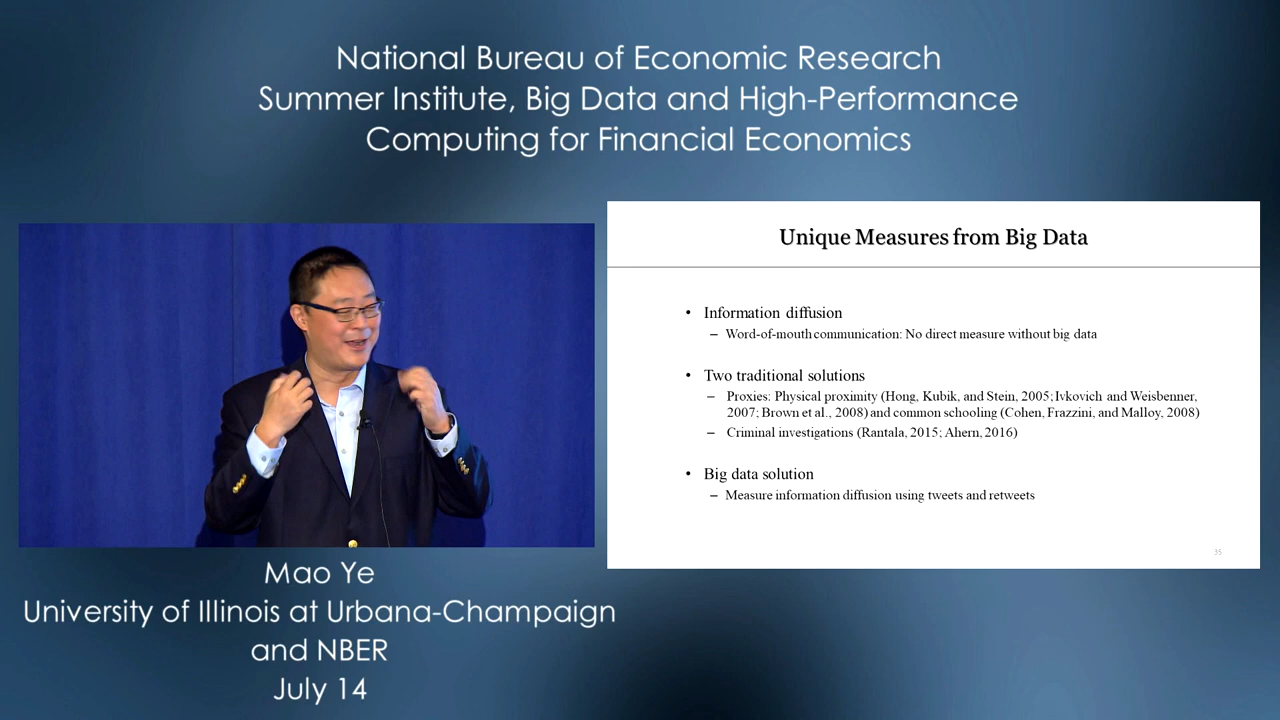 National Bureau of Economic Research
Summer Institute, Big Data and High-Performance
Computing for Financial Economics
Unique Measures from Big Data
• Information diffusion
– Word-of-mouth communication: No direct measure without big data
• Two traditional solutions
– Proxies: Physical proximity (Hong, Kubik, and Stein, 2005; Ivkovich and Weisbenner,
2007; Brown et al., 2008) and common schooling (Cohen, Frazzini, and Malloy, 2008)
– Criminal investigations (Rantala, 2015; Ahern, 2016)
• Big data solution
– Measure information diffusion using tweets and retweets
35
Mao Ye
University of Illinois at Urbana-Champaign
and NBER
July 14